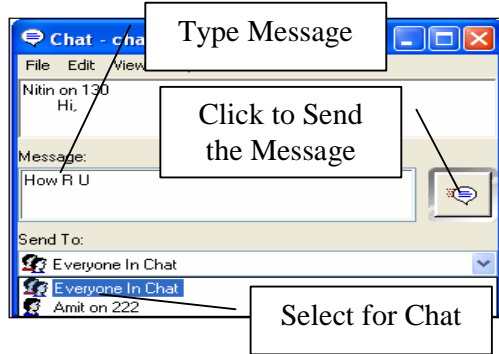 Chat - cha
Type Message
File Edit View
Nitin on 130
Hi,
Click to Send
the Message
Message:
How R U
Send To:
Everyone In Chat
Everyone In Chat
Amit on 222
Select for Chat